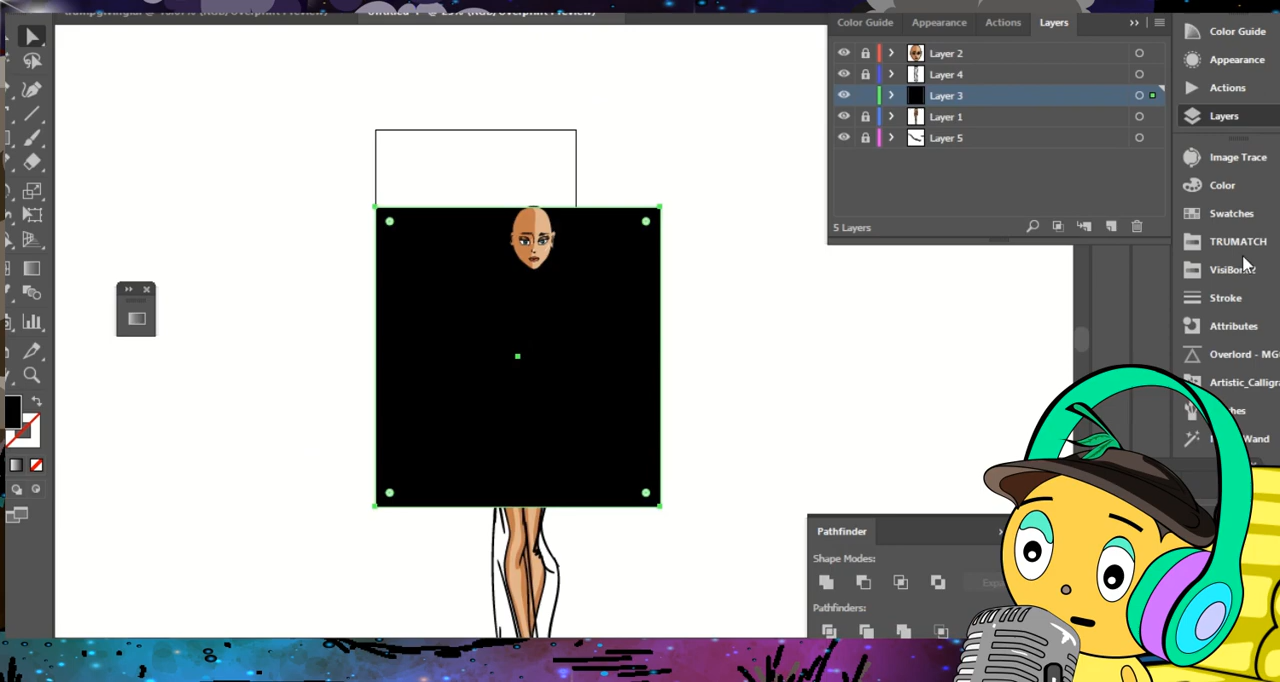 Color Guide Appearance Actions Layers
Layer 2
Layer 4
Layer 3
Layer 1
Layer 5
5 Layers
Color Guide
Appearance
Actions
Layers
Image Trace
Color
Swatches
TRUMATCH
Stroke
Attributes
Overlord - MG
Artistic_Calligra
Wand
Pathfinder
Shape Modes:
Expa
Pathfinders: